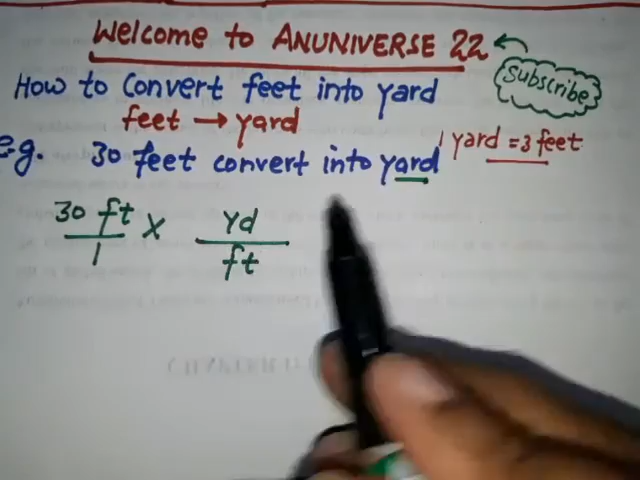 Welcome to ANUNIVERSE 22
Subscribe
How to convert feet into yard
feet → yard
1 yard = 3 feet
e.g. 30 feet convert into yard
30 ft / 1 × yd / ft